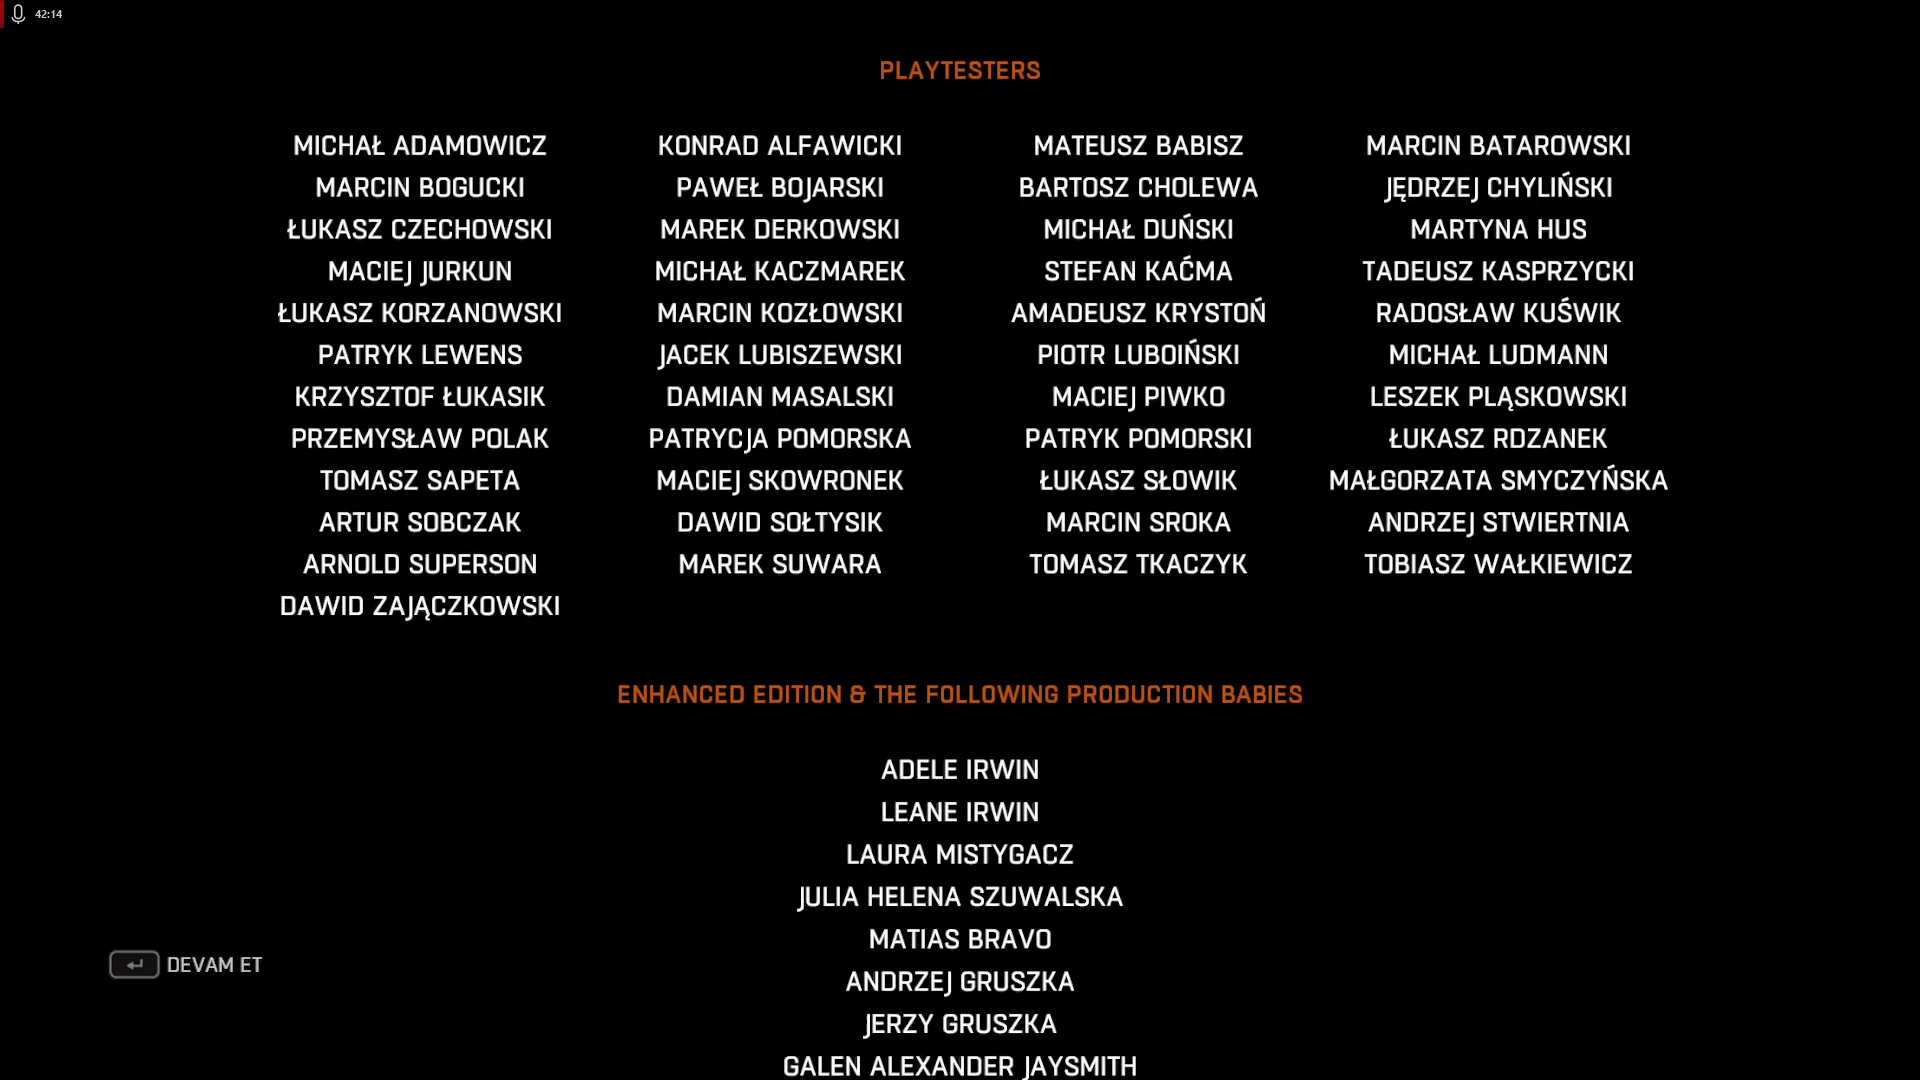 42:14
PLAYTESTERS
MICHAŁ ADAMOWICZ KONRAD ALFAWICKI MATEUSZ BABISZ MARCIN BATAROWSKI
MARCIN BOGUCKI PAWEŁ BOJARSKI BARTOSZ CHOLEWA JĘDRZEJ CHYLIŃSKI
ŁUKASZ CZECHOWSKI MAREK DERKOWSKI MICHAŁ DUŃSKI MARTYNA HUS
MACIEJ JURKUN MICHAŁ KACZMAREK STEFAN KAĆMA TADEUSZ KASPRZYCKI
ŁUKASZ KORZANOWSKI MARCIN KOZŁOWSKI AMADEUSZ KRYSTOŃ RADOSŁAW KUŚWIK
PATRYK LEWENS JACEK LUBISZEWSKI PIOTR LUBOIŃSKI MICHAŁ LUDMANN
KRZYSZTOF ŁUKASIK DAMIAN MASALSKI MACIEJ PIWKO LESZEK PLĄSKOWSKI
PRZEMYSŁAW POLAK PATRYCJA POMORSKA PATRYK POMORSKI ŁUKASZ RDZANEK
TOMASZ SAPETA MACIEJ SKOWRONEK ŁUKASZ SŁOWIK MAŁGORZATA SMYCZYŃSKA
ARTUR SOBCZAK DAWID SOŁTYSIK MARCIN SROKA ANDRZEJ STWIERTNIA
ARNOLD SUPERSON MAREK SUWARA TOMASZ TKACZYK TOBIASZ WAŁKIEWICZ
DAWID ZAJĄCZKOWSKI
ENHANCED EDITION & THE FOLLOWING PRODUCTION BABIES
ADELE IRWIN
LEANE IRWIN
LAURA MISTYGACZ
JULIA HELENA SZUWALSKA
MATIAS BRAVO
DEVAM ET
ANDRZEJ GRUSZKA
JERZY GRUSZKA
GALEN ALEXANDER JAYSMITH